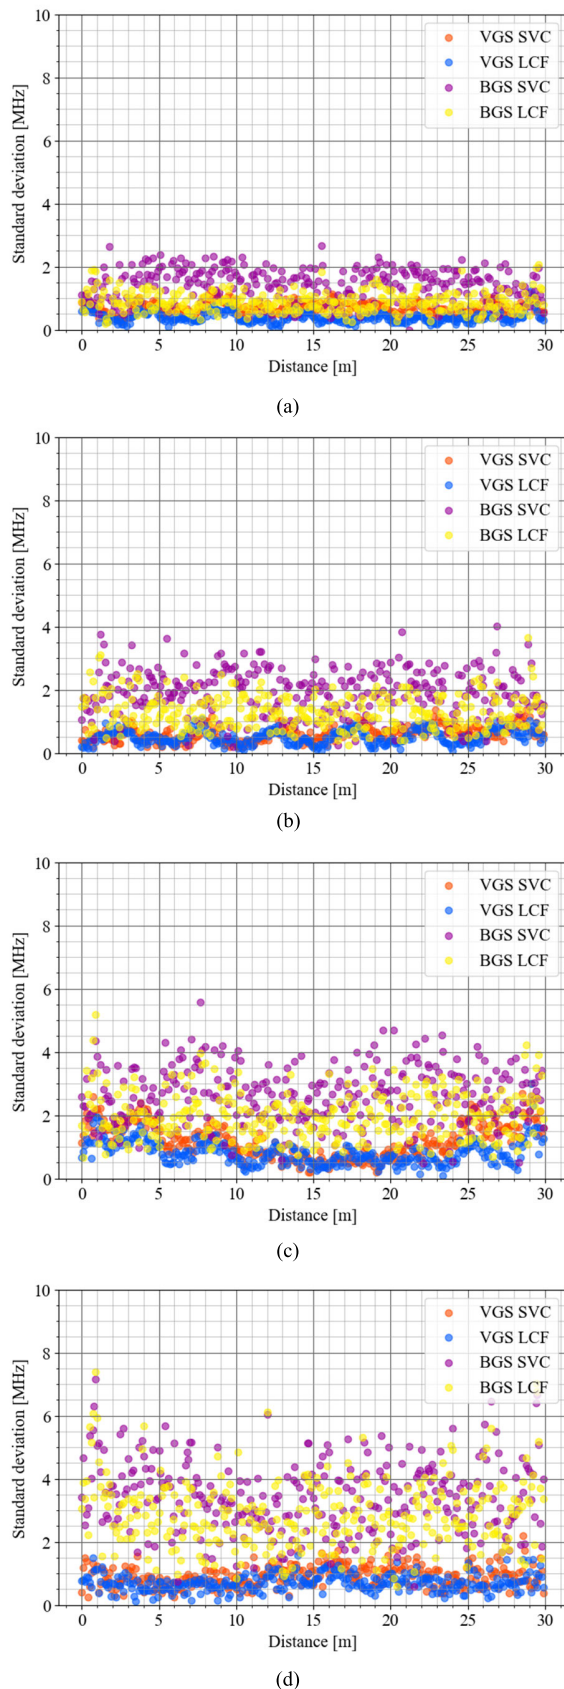 10
8
6
4
2
0
Standard deviation [MHz]
VGS SVC
VGS LCF
BGS SVC
BGS LCF
0 5 10 15 20 25 30
Distance [m]
(a)
10
8
6
4
2
0
Standard deviation [MHz]
VGS SVC
VGS LCF
BGS SVC
BGS LCF
0 5 10 15 20 25 30
Distance [m]
(b)
10
8
6
4
2
0
Standard deviation [MHz]
VGS SVC
VGS LCF
BGS SVC
BGS LCF
0 5 10 15 20 25 30
Distance [m]
(c)
10
8
6
4
2
0
Standard deviation [MHz]
VGS SVC
VGS LCF
BGS SVC
BGS LCF
0 5 10 15 20 25 30
Distance [m]
(d)